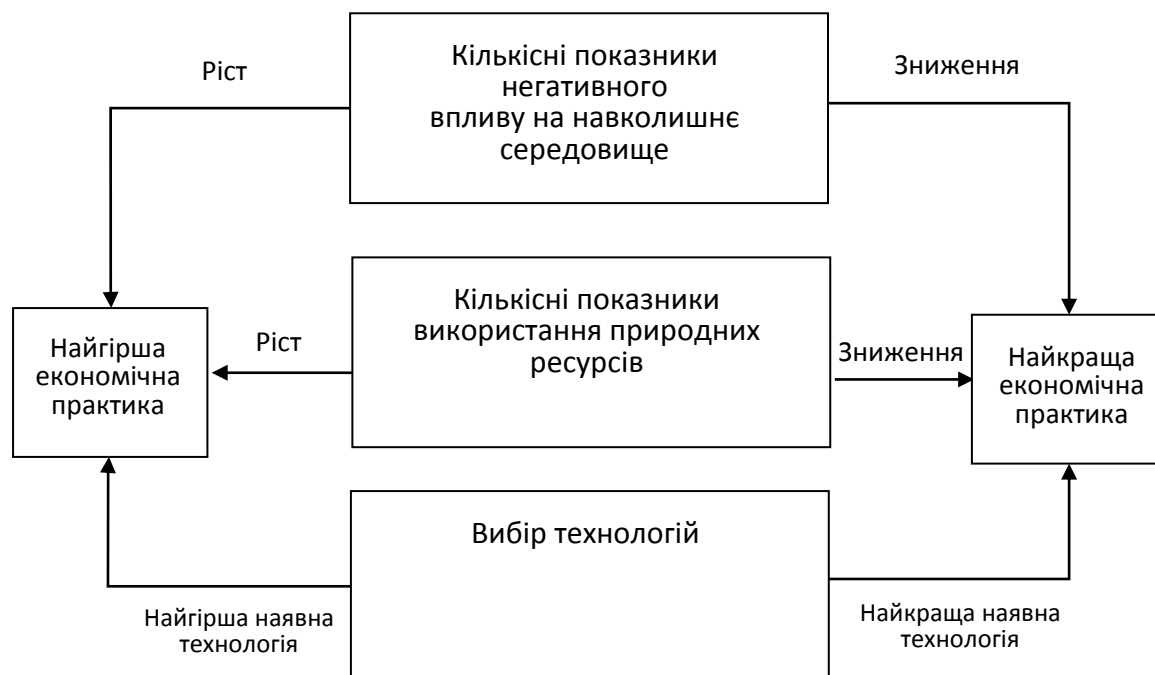 Кількісні показники
негативного
впливу на навколишнє
середовище
Ріст
Зниження
Кількісні показники
використання природних
ресурсів
Ріст
Зниження
Найгірша
економічна
практика
Найкраща
економічна
практика
Вибір технологій
Найгірша наявна
технологія
Найкраща наявна
технологія